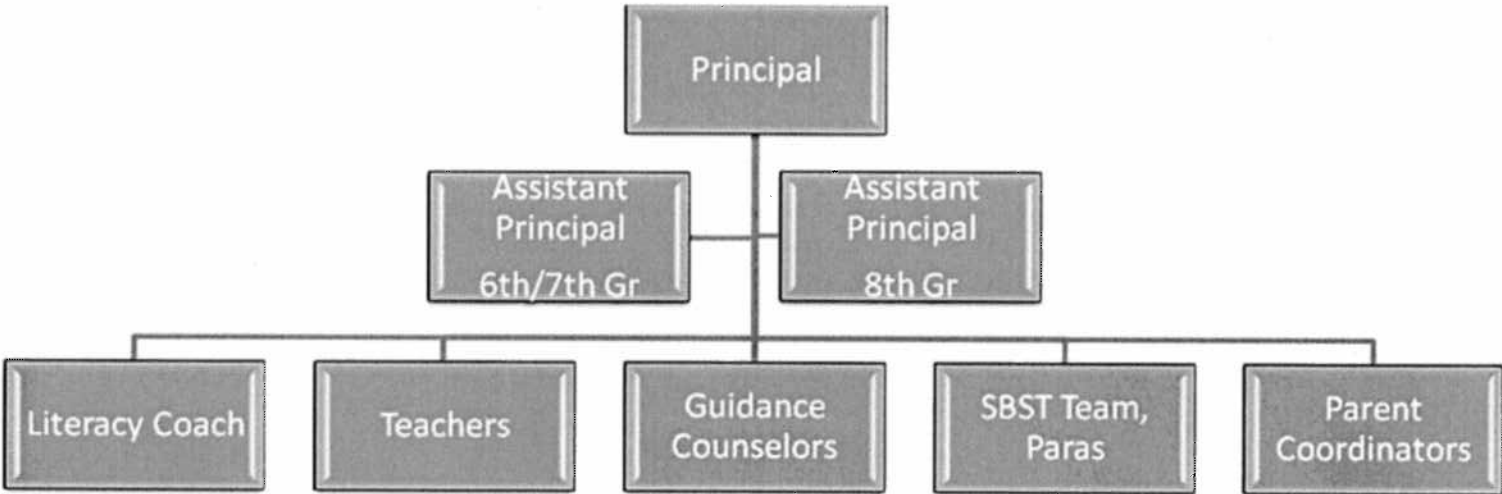 Principal
Assistant
Principal
6th/7th Gr
Assistant
Principal
8th Gr
Literacy Coach
Teachers
Guidance
Counselors
SBST Team,
Paras
Parent
Coordinators